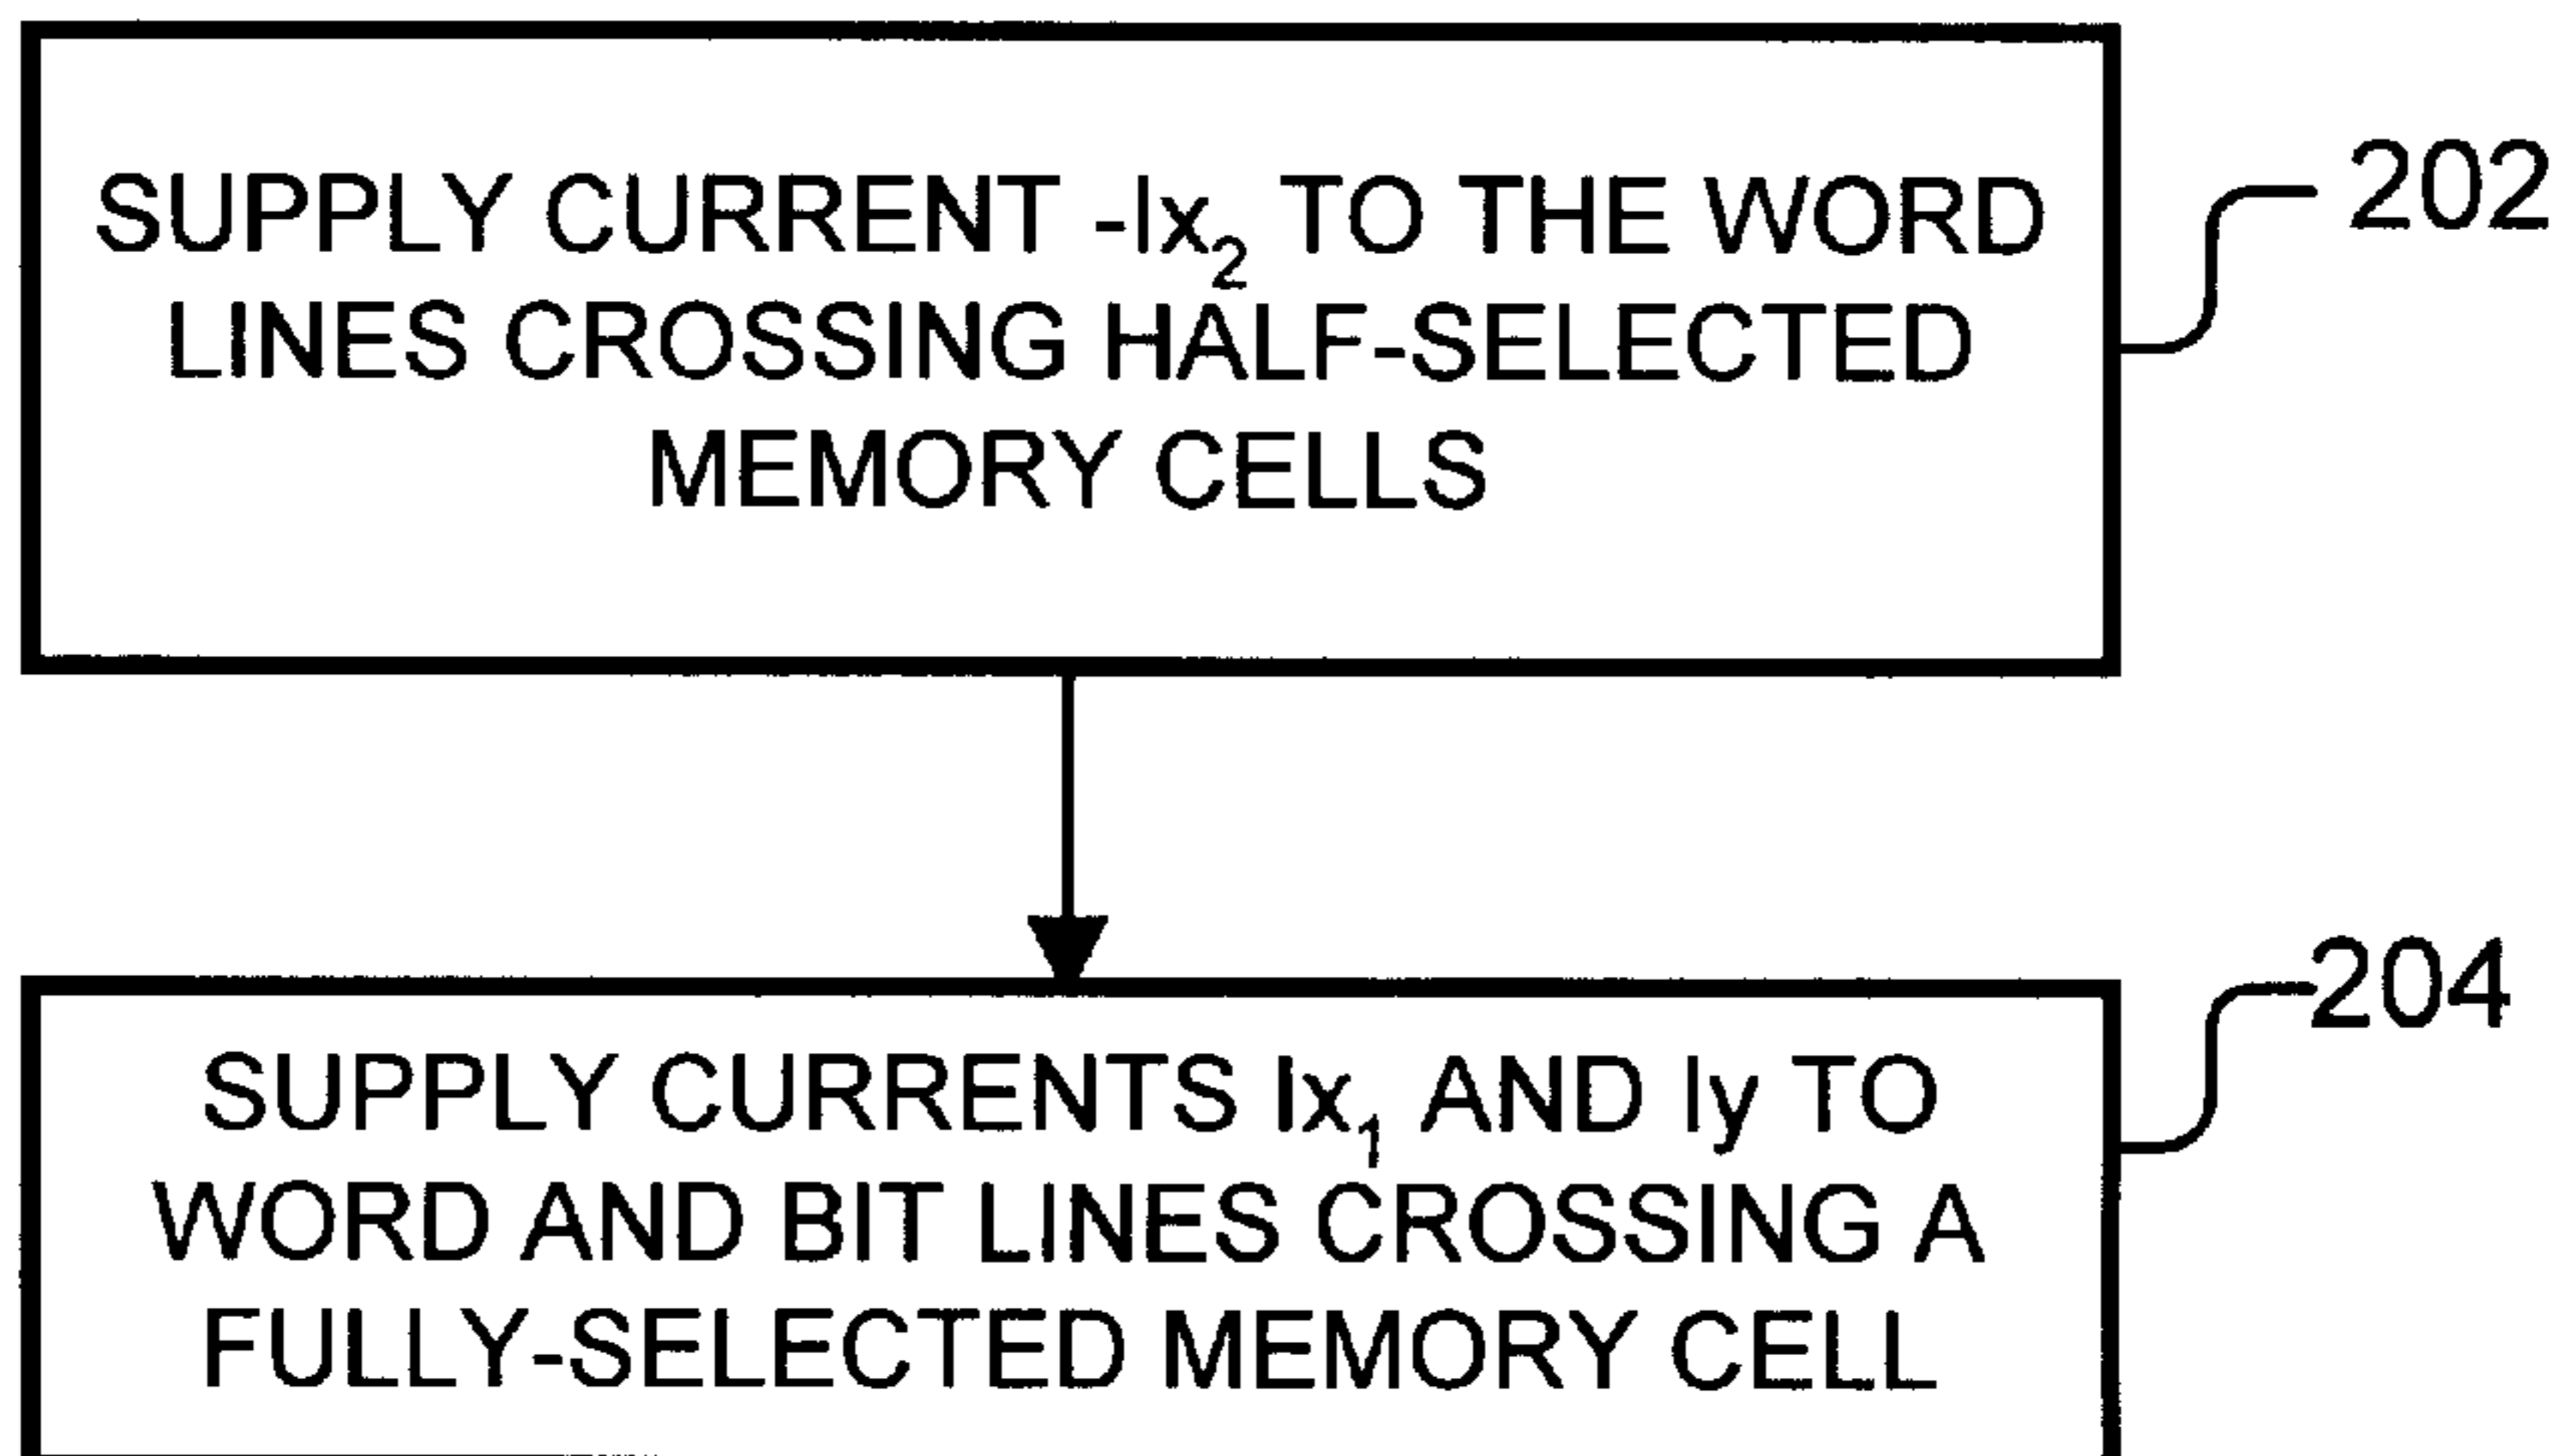 SUPPLY CURRENT -Ix₂ TO THE WORD
LINES CROSSING HALF-SELECTED
MEMORY CELLS
202
SUPPLY CURRENTS Ix₁ AND Iy TO
WORD AND BIT LINES CROSSING A
FULLY-SELECTED MEMORY CELL
204